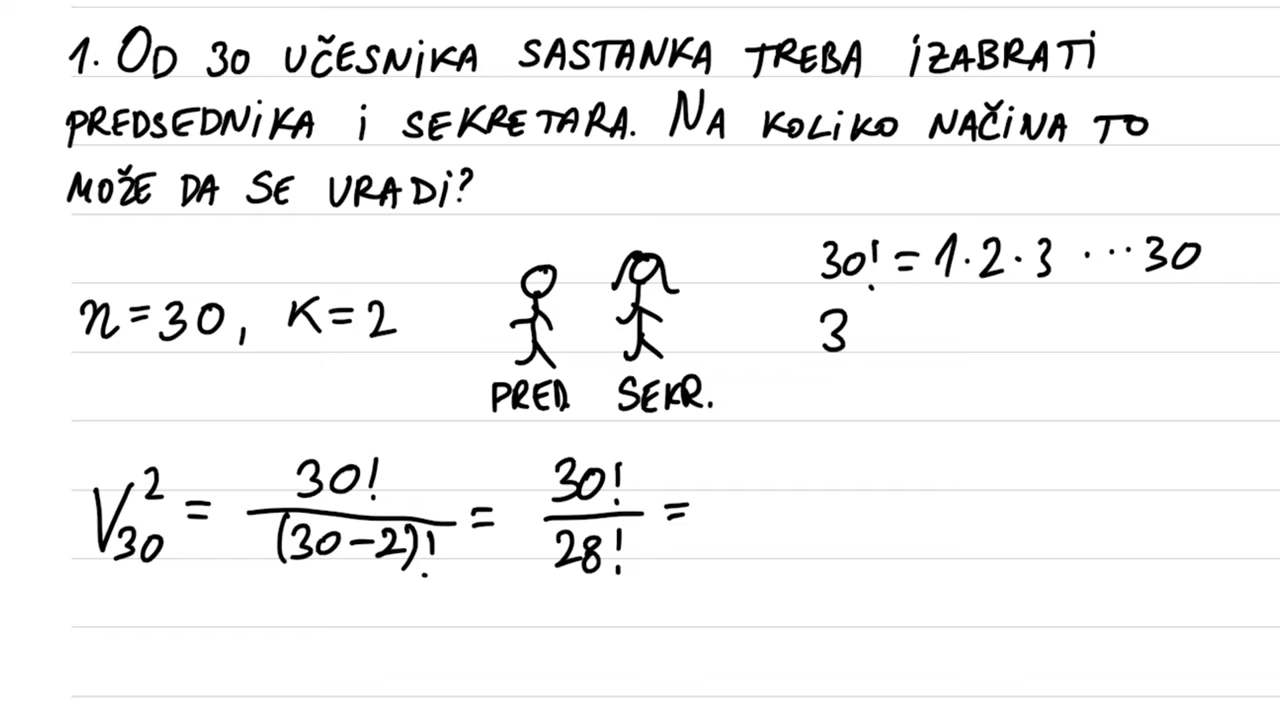 1. OD 30 UČESNIKA SASTANKA TREBA IZABRATI
PREDSEDNIKA I SEKRETARA. NA KOLIKO NAČINA TO
MOŽE DA SE URADI?
30! = 1·2·3 ···30
n=30, K=2
3
PRED. SEKR.
V₃₀² = 30!/(30-2)! = 30!/28! =